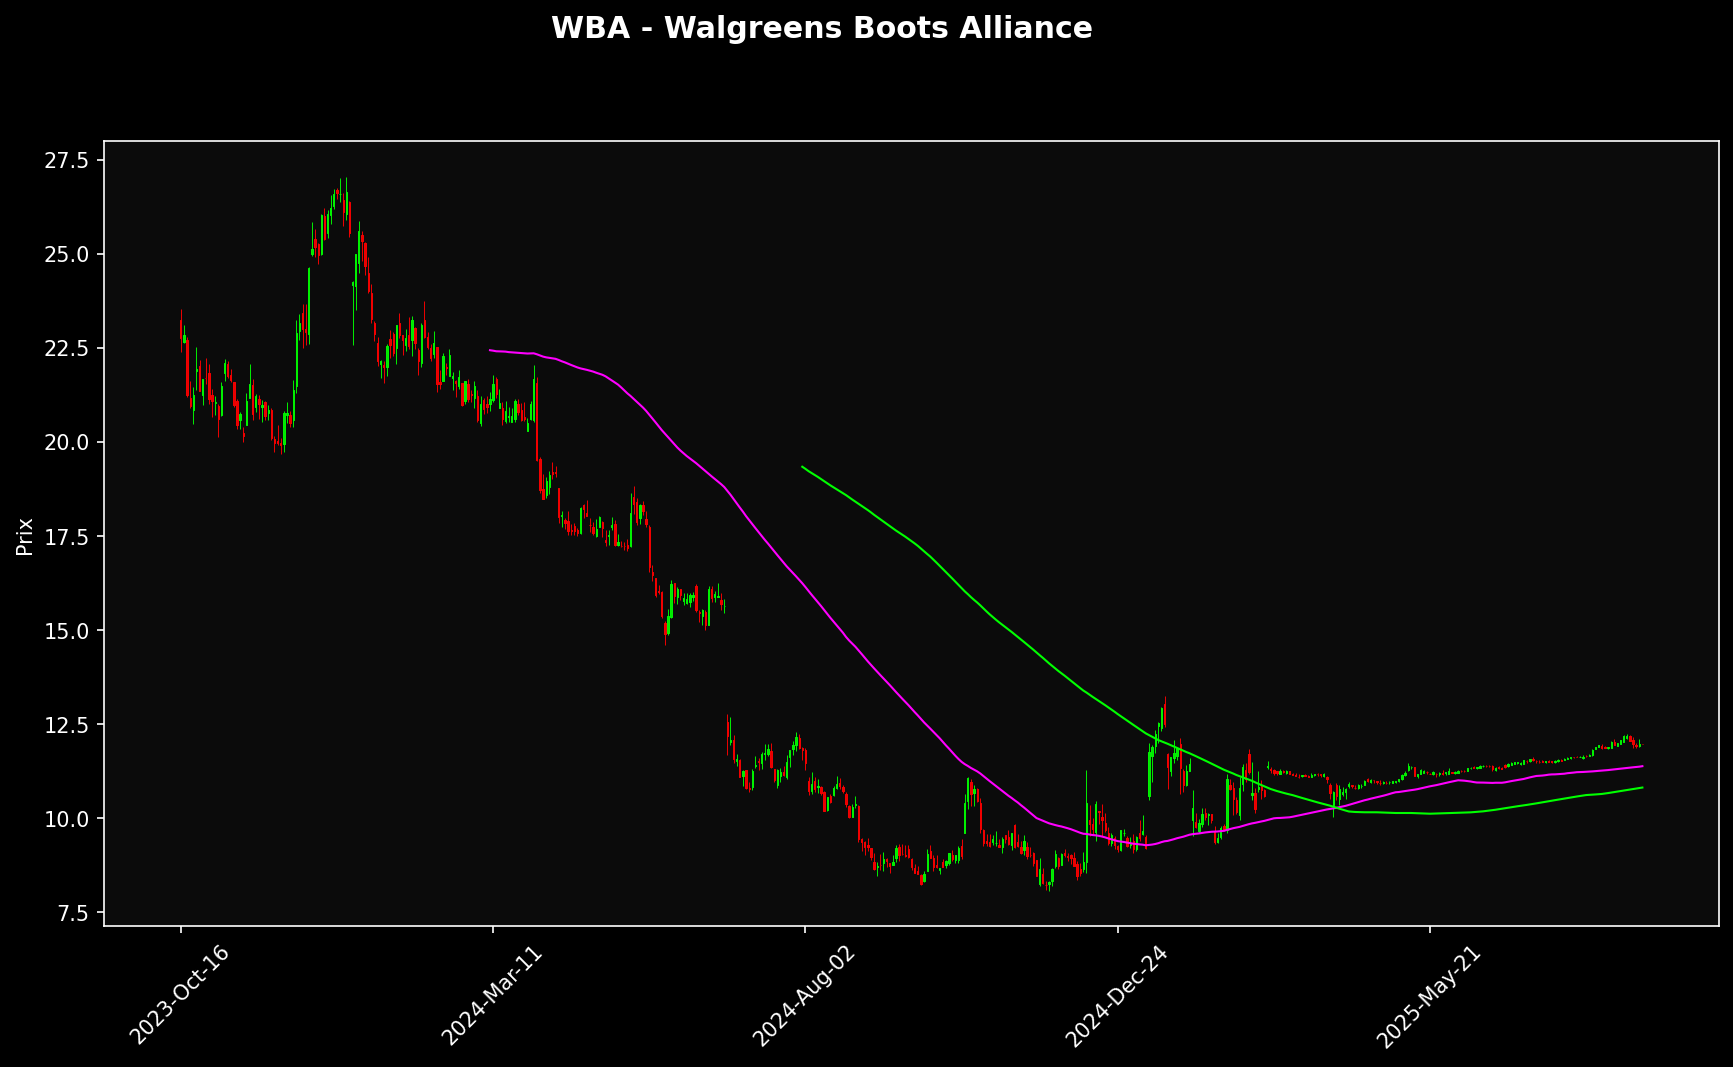 WBA - Walgreens Boots Alliance
Prix
27.5
25.0
22.5
20.0
17.5
15.0
12.5
10.0
7.5
2023-Oct-16
2024-Mar-11
2024-Aug-02
2024-Dec-24
2025-May-21